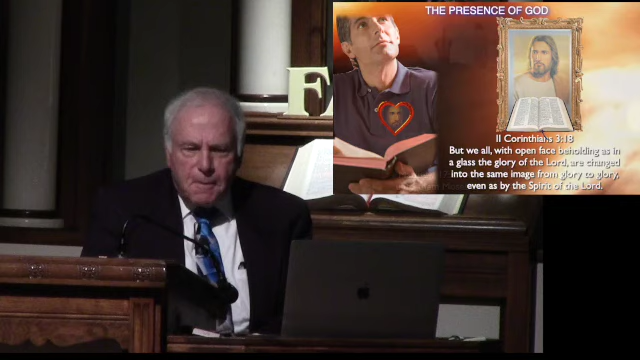 THE PRESENCE OF GOD
II Corinthians 3:18
But we all, with open face beholding as in
a glass the glory of the Lord, are changed
into the same image from glory to glory,
even as by the Spirit of the Lord.
F